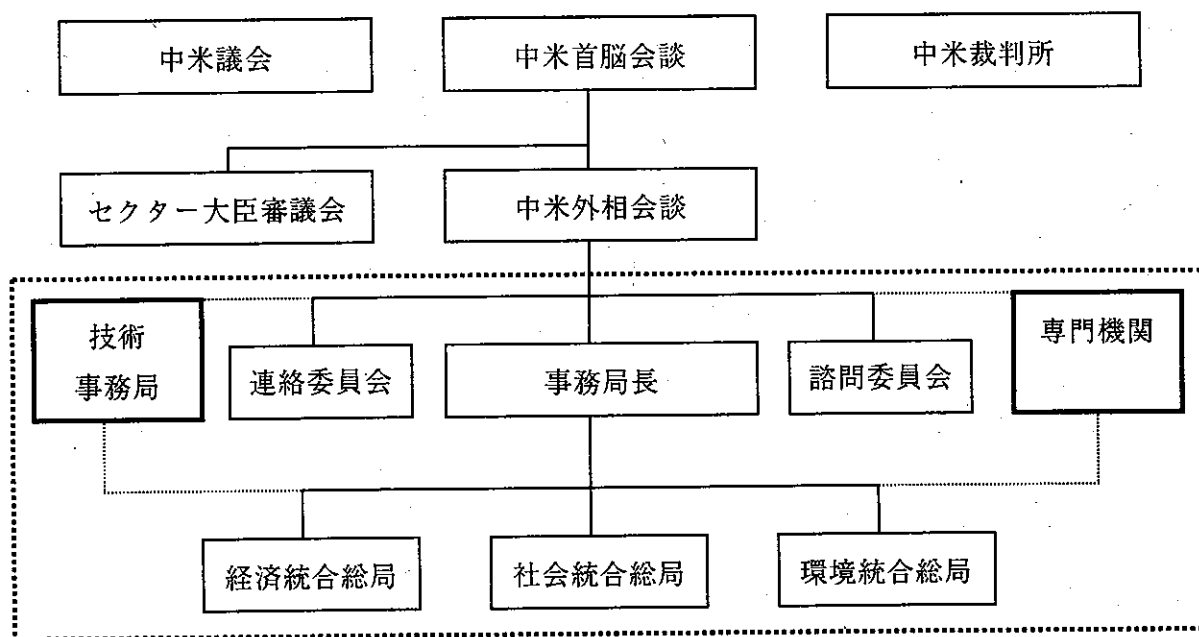 中米議会
中米首脳会談
中米裁判所
セクター大臣審議会
中米外相会談
技術
事務局
連絡委員会
事務局長
諮問委員会
専門機関
経済統合総局
社会統合総局
環境統合総局